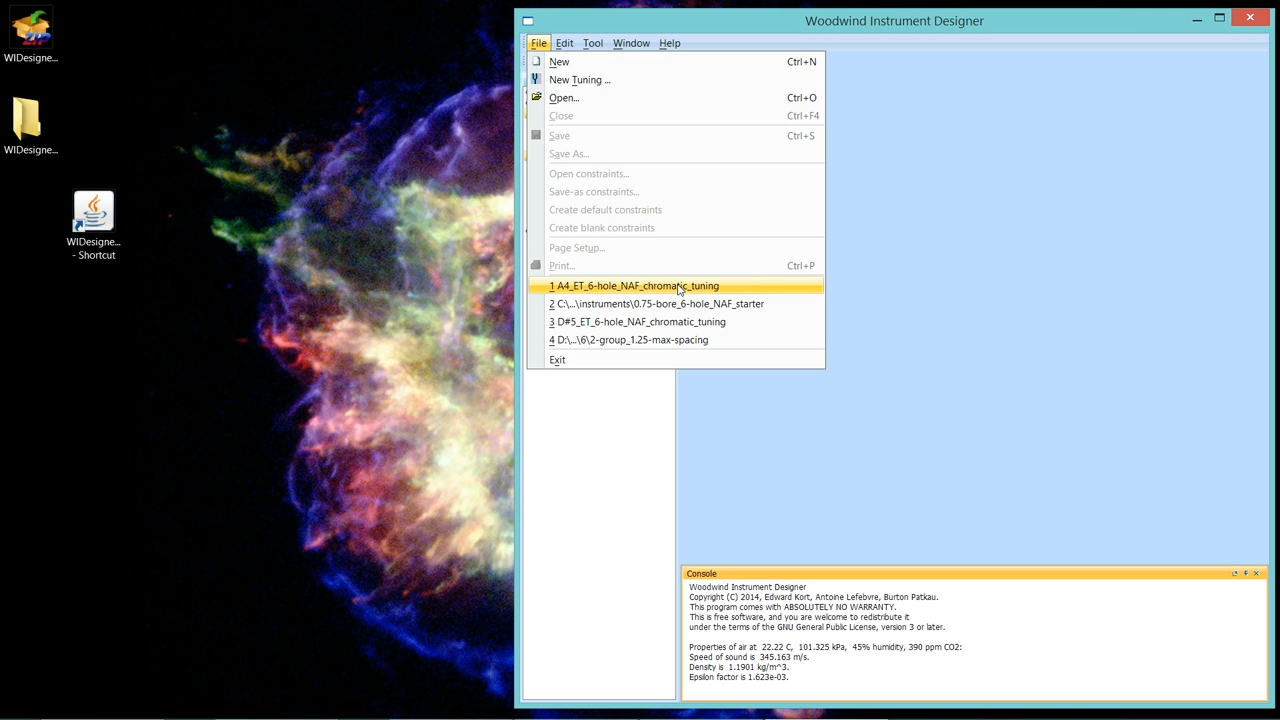 ZIP
WIDesigne...
WIDesigne...
WIDesigne...
- Shortcut
Woodwind Instrument Designer
File Edit Tool Window Help
New Ctrl+N
New Tuning ...
Open... Ctrl+O
Close Ctrl+F4
Save Ctrl+S
Save As...
Open constraints...
Save-as constraints...
Create default constraints
Create blank constraints
Page Setup...
Print... Ctrl+P
1 A4_ET_6-hole_NAF_chromatic_tuning
2 C:\...\instruments\0.75-bore_6-hole_NAF_starter
3 D#5_ET_6-hole_NAF_chromatic_tuning
4 D:\...\6\2-group_1.25-max-spacing
Exit
Console
Woodwind Instrument Designer
Copyright (C) 2014, Edward Kort, Antoine Lefebvre, Burton Patkau.
This program comes with ABSOLUTELY NO WARRANTY.
This is free software, and you are welcome to redistribute it
under the terms of the GNU General Public License, version 3 or later.
Properties of air at 22.22 C, 101.325 kPa, 45% humidity, 390 ppm CO2:
Speed of sound is 345.163 m/s.
Density is 1.1901 kg/m^3.
Epsilon factor is 1.623e-03.